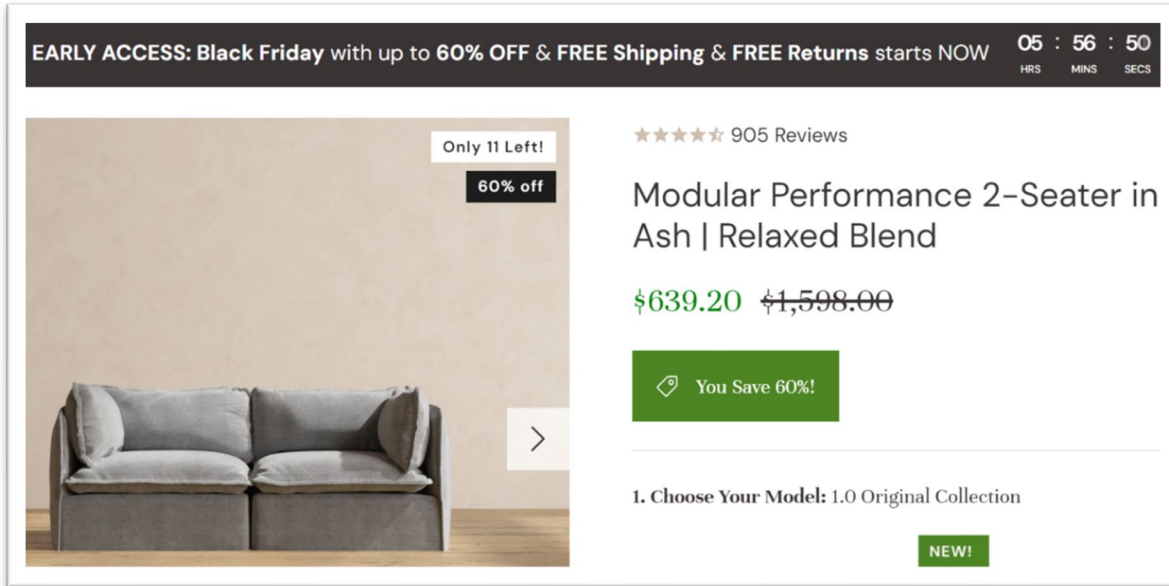 EARLY ACCESS: Black Friday with up to 60% OFF & FREE Shipping & FREE Returns starts NOW
05 : 56 : 50
HRS MINS SECS
Only 11 Left!
60% off
905 Reviews
Modular Performance 2-Seater in
Ash | Relaxed Blend
$639.20 $1,598.00
You Save 60%!
1. Choose Your Model: 1.0 Original Collection
NEW!